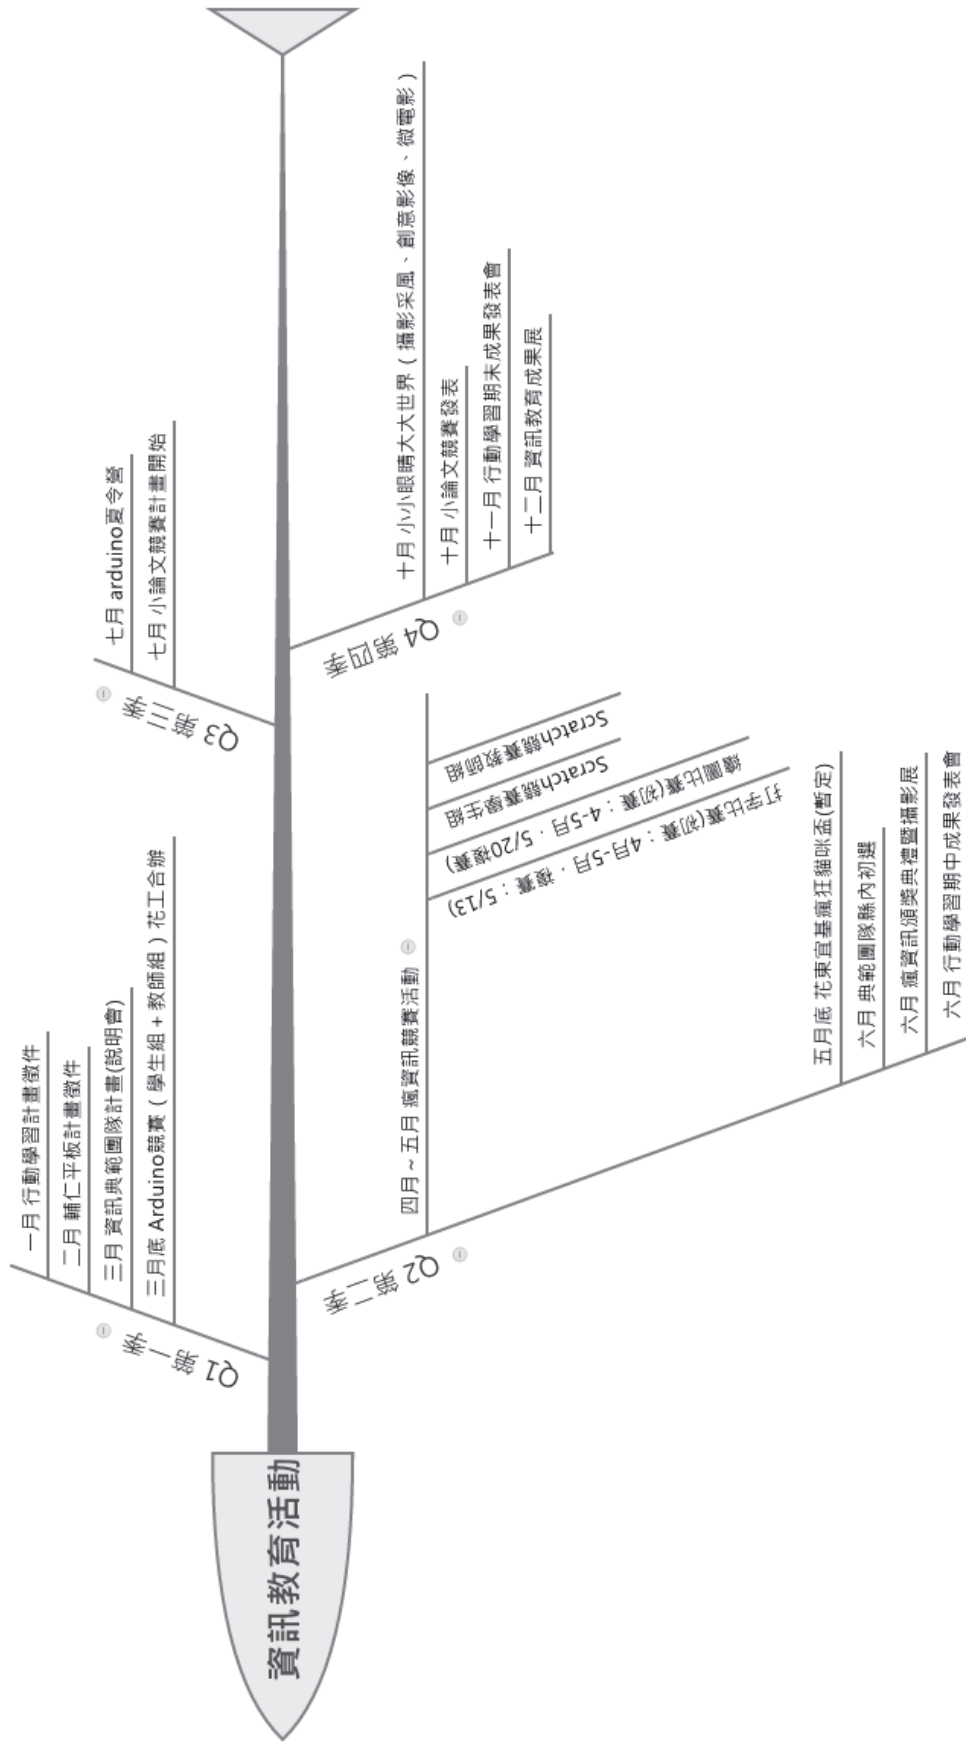 資訊教育活動
Q1 第一季
一月 行動學習計畫徵件
二月 輔仁平板計畫徵件
三月 資訊典範團隊計畫(說明會)
三月底 Arduino競賽（學生組＋教師組）花工合辦
Q2 第二季
四月～五月 瘋資訊競賽活動
打字比賽(初賽：4月-5月．複賽：5/13)
繪圖比賽(初賽：4-5月．5/20複賽)
Scratch競賽學生組
Scratch競賽教師組
五月底 花東宜基瘋狂貓咪盃(暫定)
六月 典範團隊縣內初選
六月 瘋資訊頒獎典禮暨攝影展
六月 行動學習期中成果發表會
Q3 第三季
七月 arduino夏令營
七月 小論文競賽計畫開始
Q4 第四季
十月 小小眼睛大大世界（攝影采風、創意影像、微電影）
十月 小論文競賽發表
十一月 行動學習期末成果發表會
十二月 資訊教育成果展